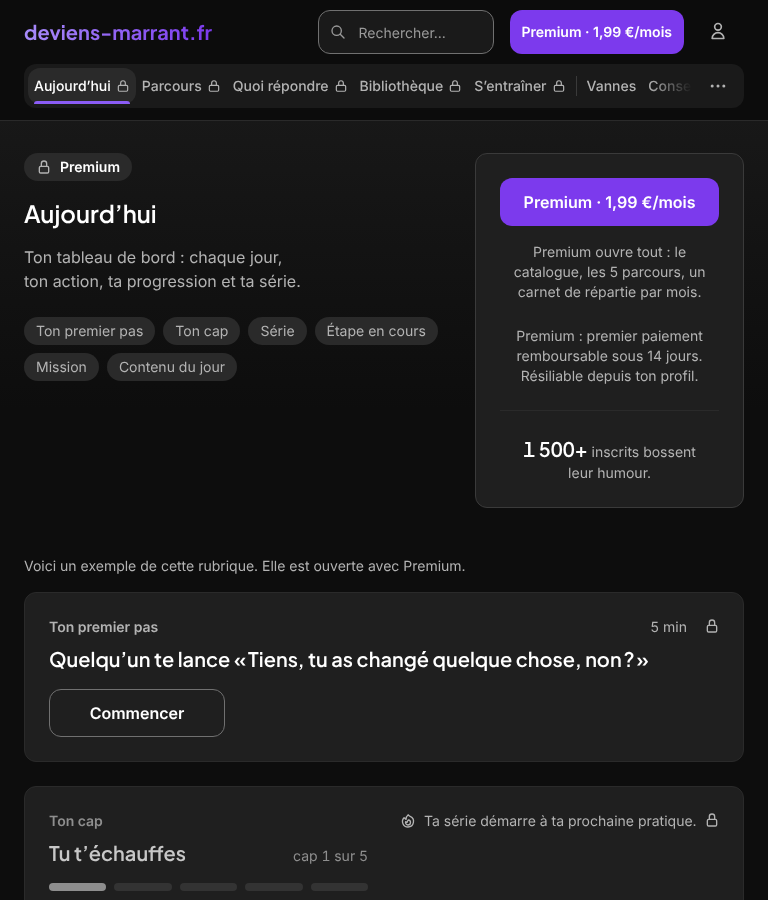 deviens-marrant.fr
Rechercher...
Premium · 1,99 €/mois
Aujourd’hui
Parcours
Quoi répondre
Bibliothèque
S’entraîner
Vannes
Conse
Premium
Aujourd’hui
Ton tableau de bord : chaque jour,
ton action, ta progression et ta série.
Ton premier pas
Ton cap
Série
Étape en cours
Mission
Contenu du jour
Premium · 1,99 €/mois
Premium ouvre tout : le
catalogue, les 5 parcours, un
carnet de répartie par mois.
Premium : premier paiement
remboursable sous 14 jours.
Résiliable depuis ton profil.
1 500+ inscrits bossent
leur humour.
Voici un exemple de cette rubrique. Elle est ouverte avec Premium.
Ton premier pas
5 min
Quelqu’un te lance « Tiens, tu as changé quelque chose, non ? »
Commencer
Ton cap
Ta série démarre à ta prochaine pratique.
Tu t’échauffes
cap 1 sur 5